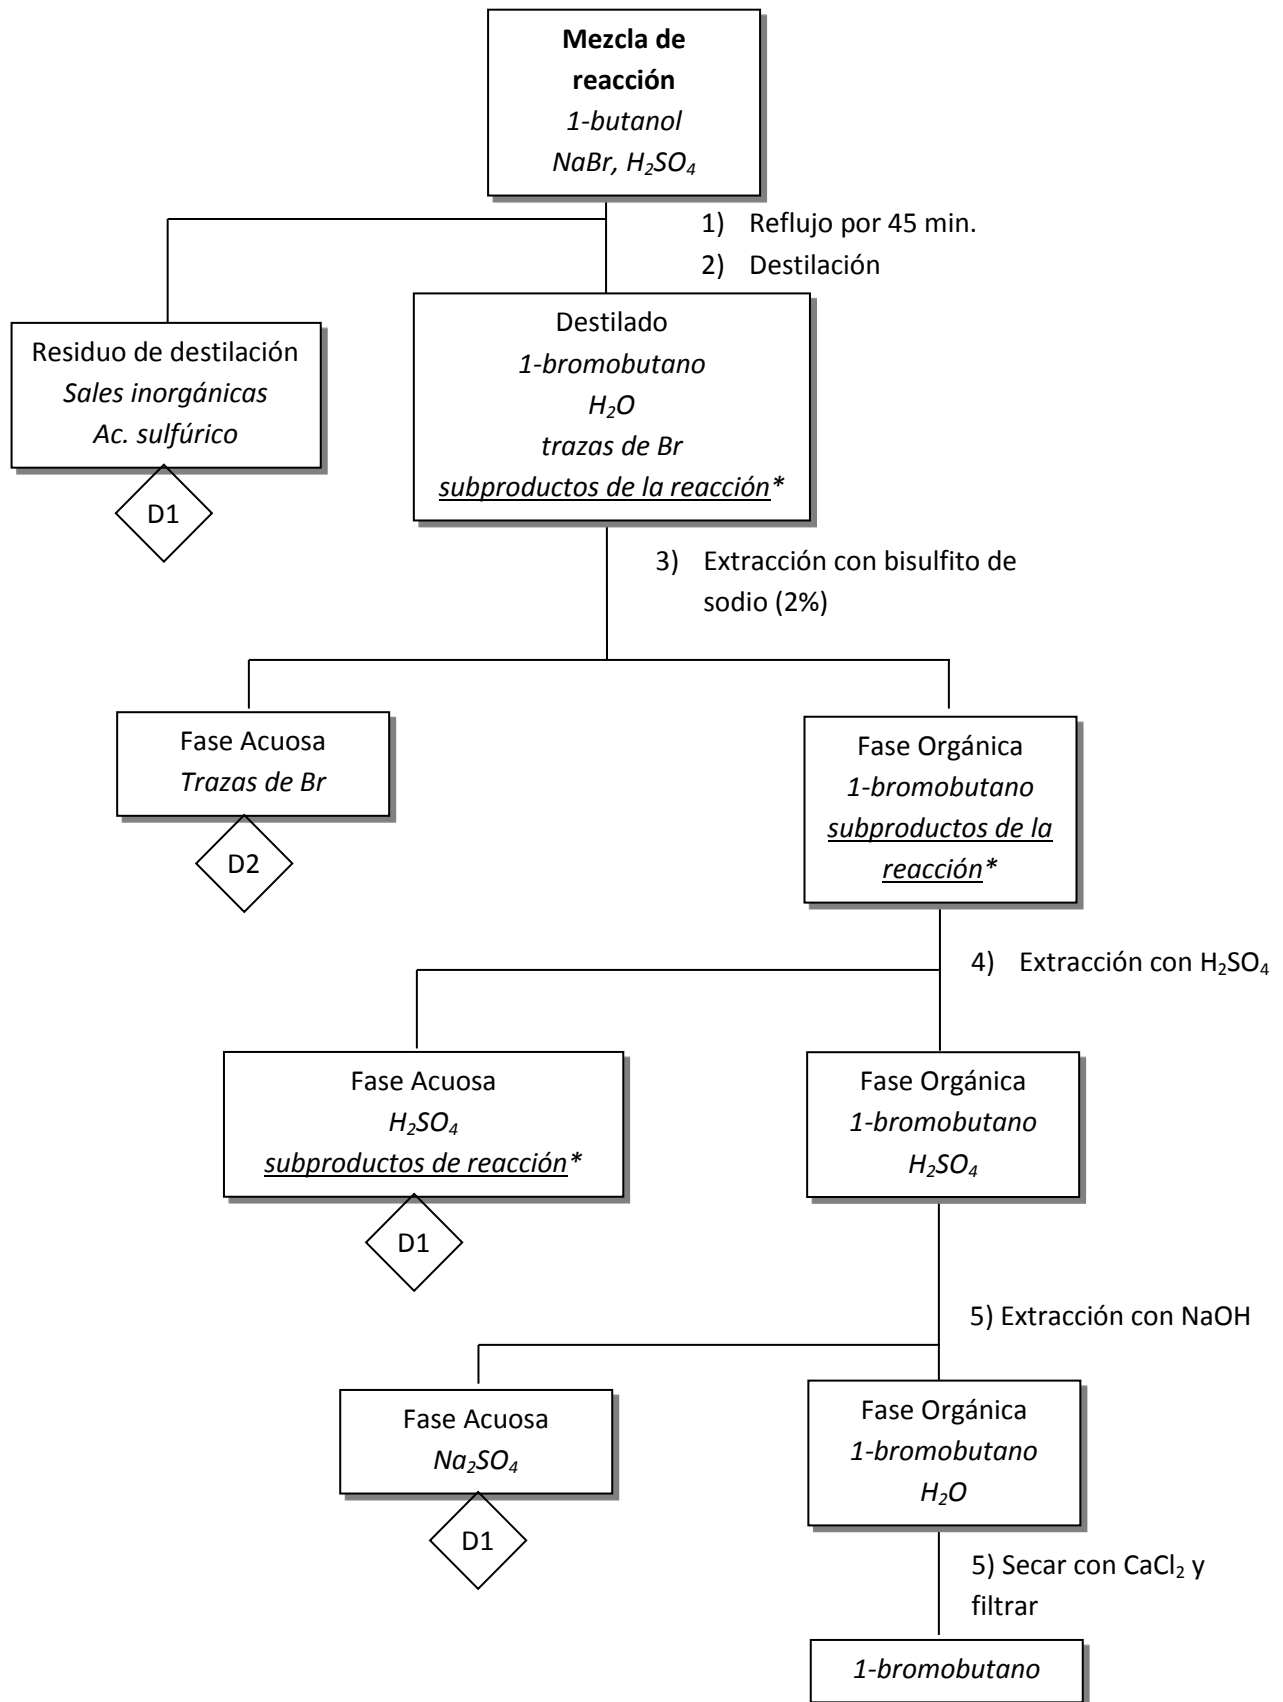 Mezcla de
reacción
1-butanol
NaBr, H₂SO₄
1) Reflujo por 45 min.
2) Destilación
Residuo de destilación
Sales inorgánicas
Ac. sulfúrico
D1
Destilado
1-bromobutano
H₂O
trazas de Br
subproductos de la reacción*
3) Extracción con bisulfito de
sodio (2%)
Fase Acuosa
Trazas de Br
D2
Fase Orgánica
1-bromobutano
subproductos de la
reacción*
4) Extracción con H₂SO₄
Fase Acuosa
H₂SO₄
subproductos de reacción*
D1
Fase Orgánica
1-bromobutano
H₂SO₄
5) Extracción con NaOH
Fase Acuosa
Na₂SO₄
D1
Fase Orgánica
1-bromobutano
H₂O
5) Secar con CaCl₂ y
filtrar
1-bromobutano